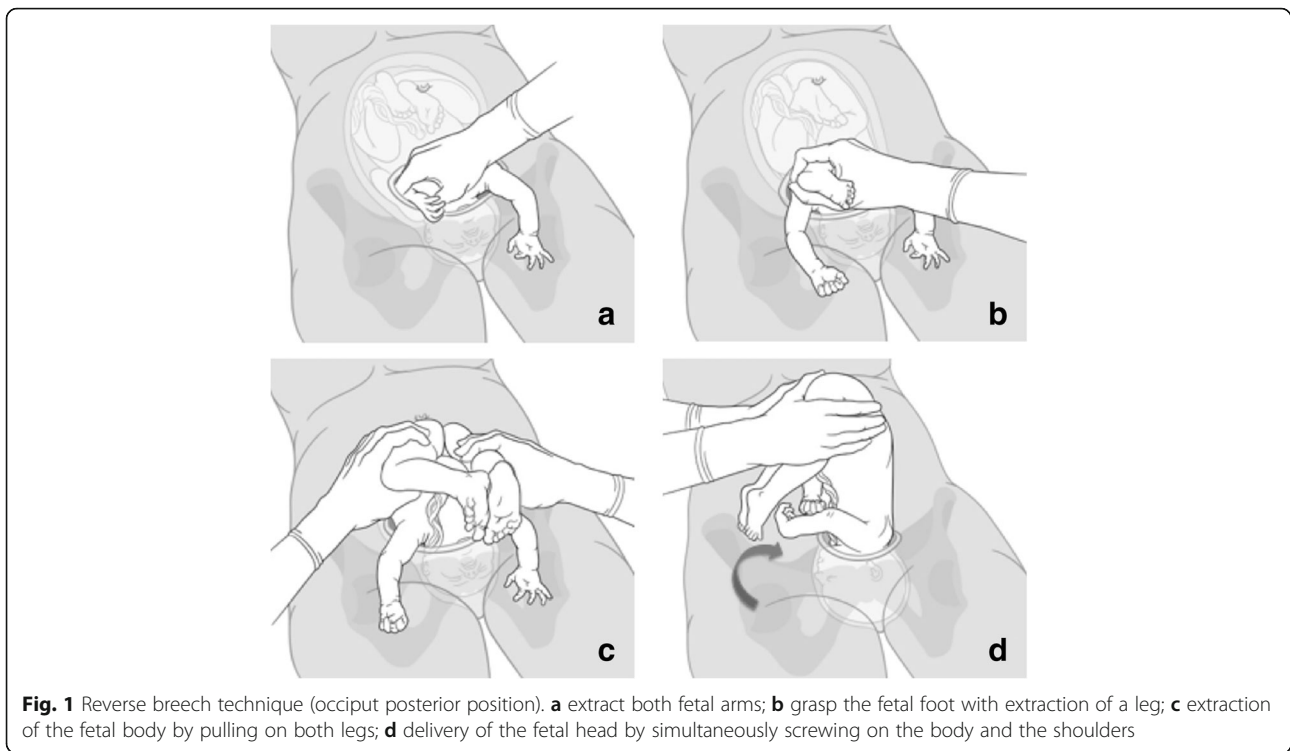 a
b
c
d
Fig. 1 Reverse breech technique (occiput posterior position). a extract both fetal arms; b grasp the fetal foot with extraction of a leg; c extraction
of the fetal body by pulling on both legs; d delivery of the fetal head by simultaneously screwing on the body and the shoulders